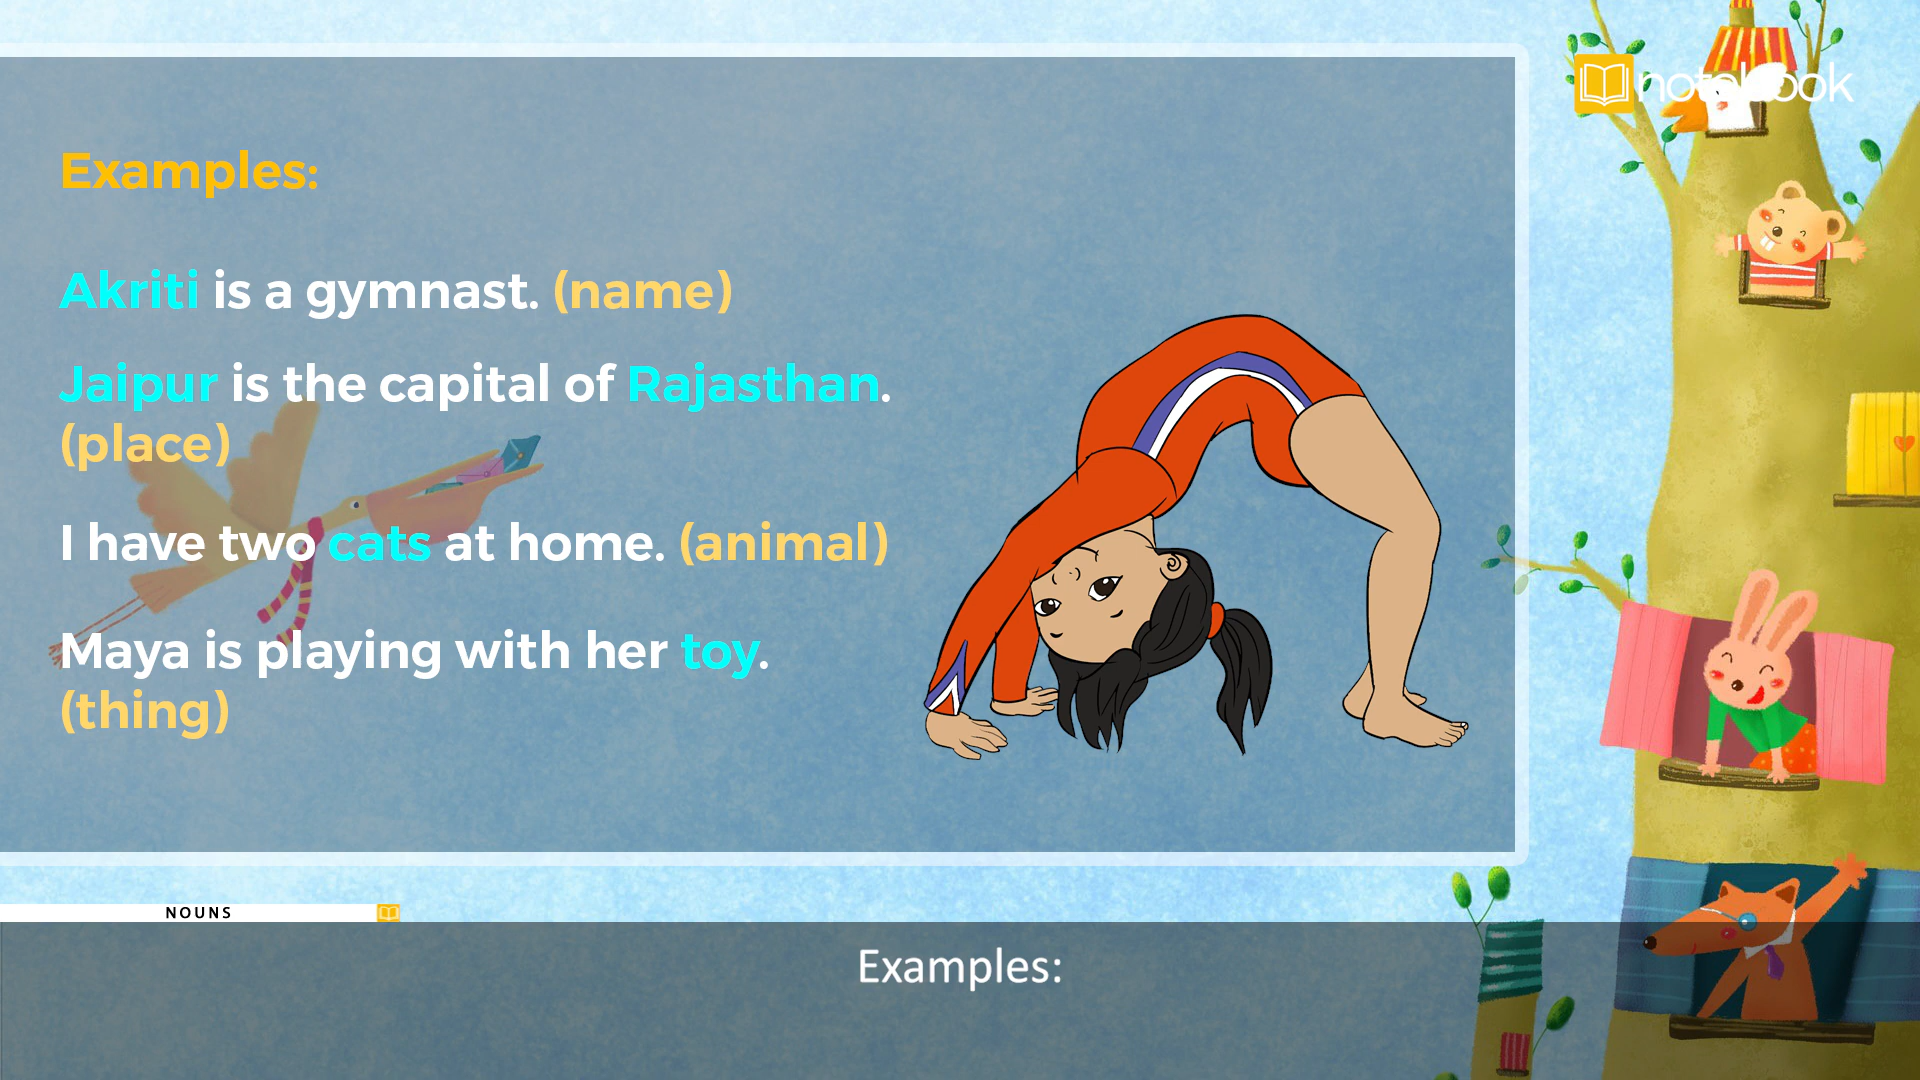 notebook
Examples:
Akriti is a gymnast. (name)
Jaipur is the capital of Rajasthan.
(place)
I have two cats at home. (animal)
Maya is playing with her toy.
(thing)
NOUNS
Examples: